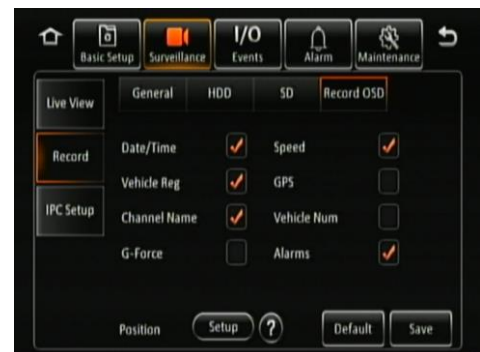 Basic Setup
Surveillance
I/O
Events
Alarm
Maintenance
Live View
General HDD SD Record OSD
Record
Date/Time Speed
Vehicle Reg GPS
IPC Setup
Channel Name Vehicle Num
G-Force Alarms
Position Setup ? Default Save